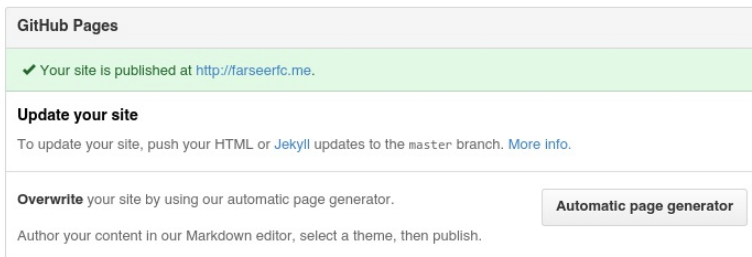 GitHub Pages
✔ Your site is published at http://farseerfc.me.
Update your site
To update your site, push your HTML or Jekyll updates to the master branch. More info.
Overwrite your site by using our automatic page generator.
Automatic page generator
Author your content in our Markdown editor, select a theme, then publish.